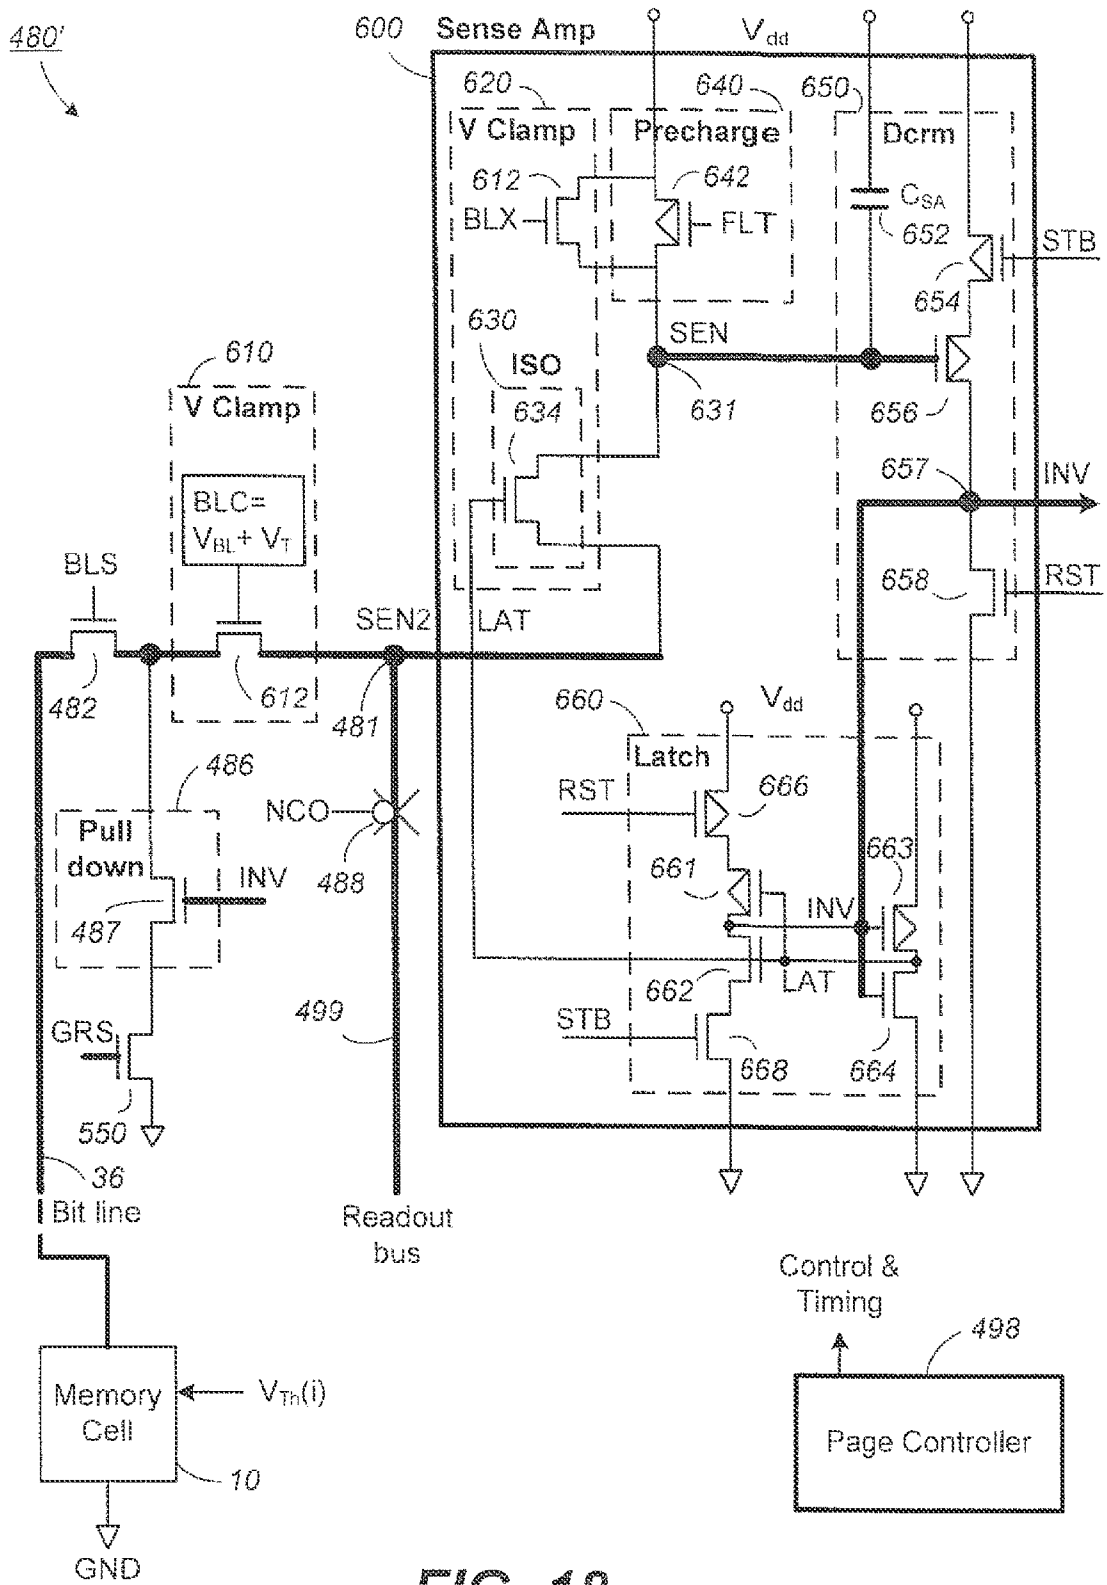 480'
600
Sense Amp
Vdd
620
640
650
V Clamp
Precharge
Dcrm
612
642
CSA
BLX
FLT
652
STB
654
630
SEN
610
ISO
V Clamp
634
631
656
657
INV
BLC=
VBL + VT
BLS
658
RST
SEN2
LAT
482
612
481
660
Vdd
Latch
486
RST
666
NCO
Pull
down
663
661
INV
488
INV
487
662
LAT
499
STB
GRS
668
664
550
36
Bit line
Readout
bus
Control &
Timing
498
Memory
Cell
VTh(i)
Page Controller
10
GND